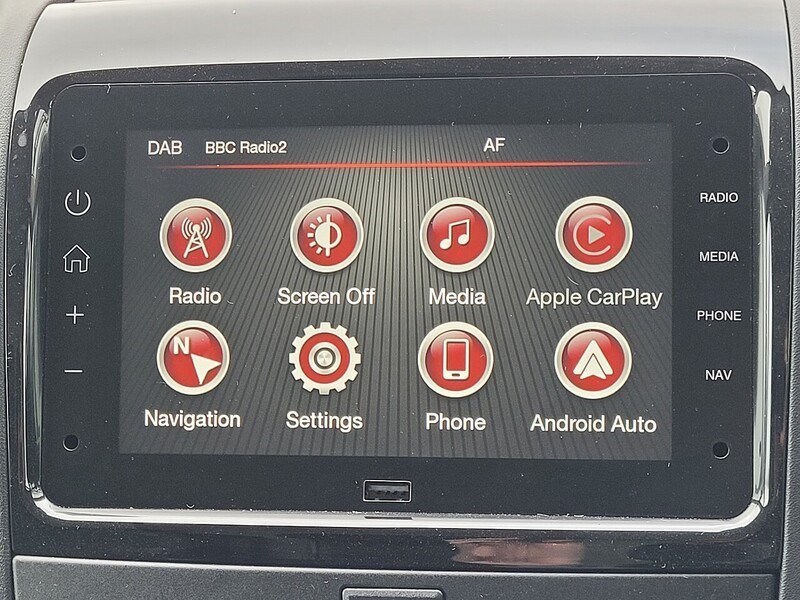 DAB BBC Radio2 AF
RADIO
Radio Screen Off Media Apple CarPlay
MEDIA
PHONE
N
NAV
Navigation Settings Phone Android Auto